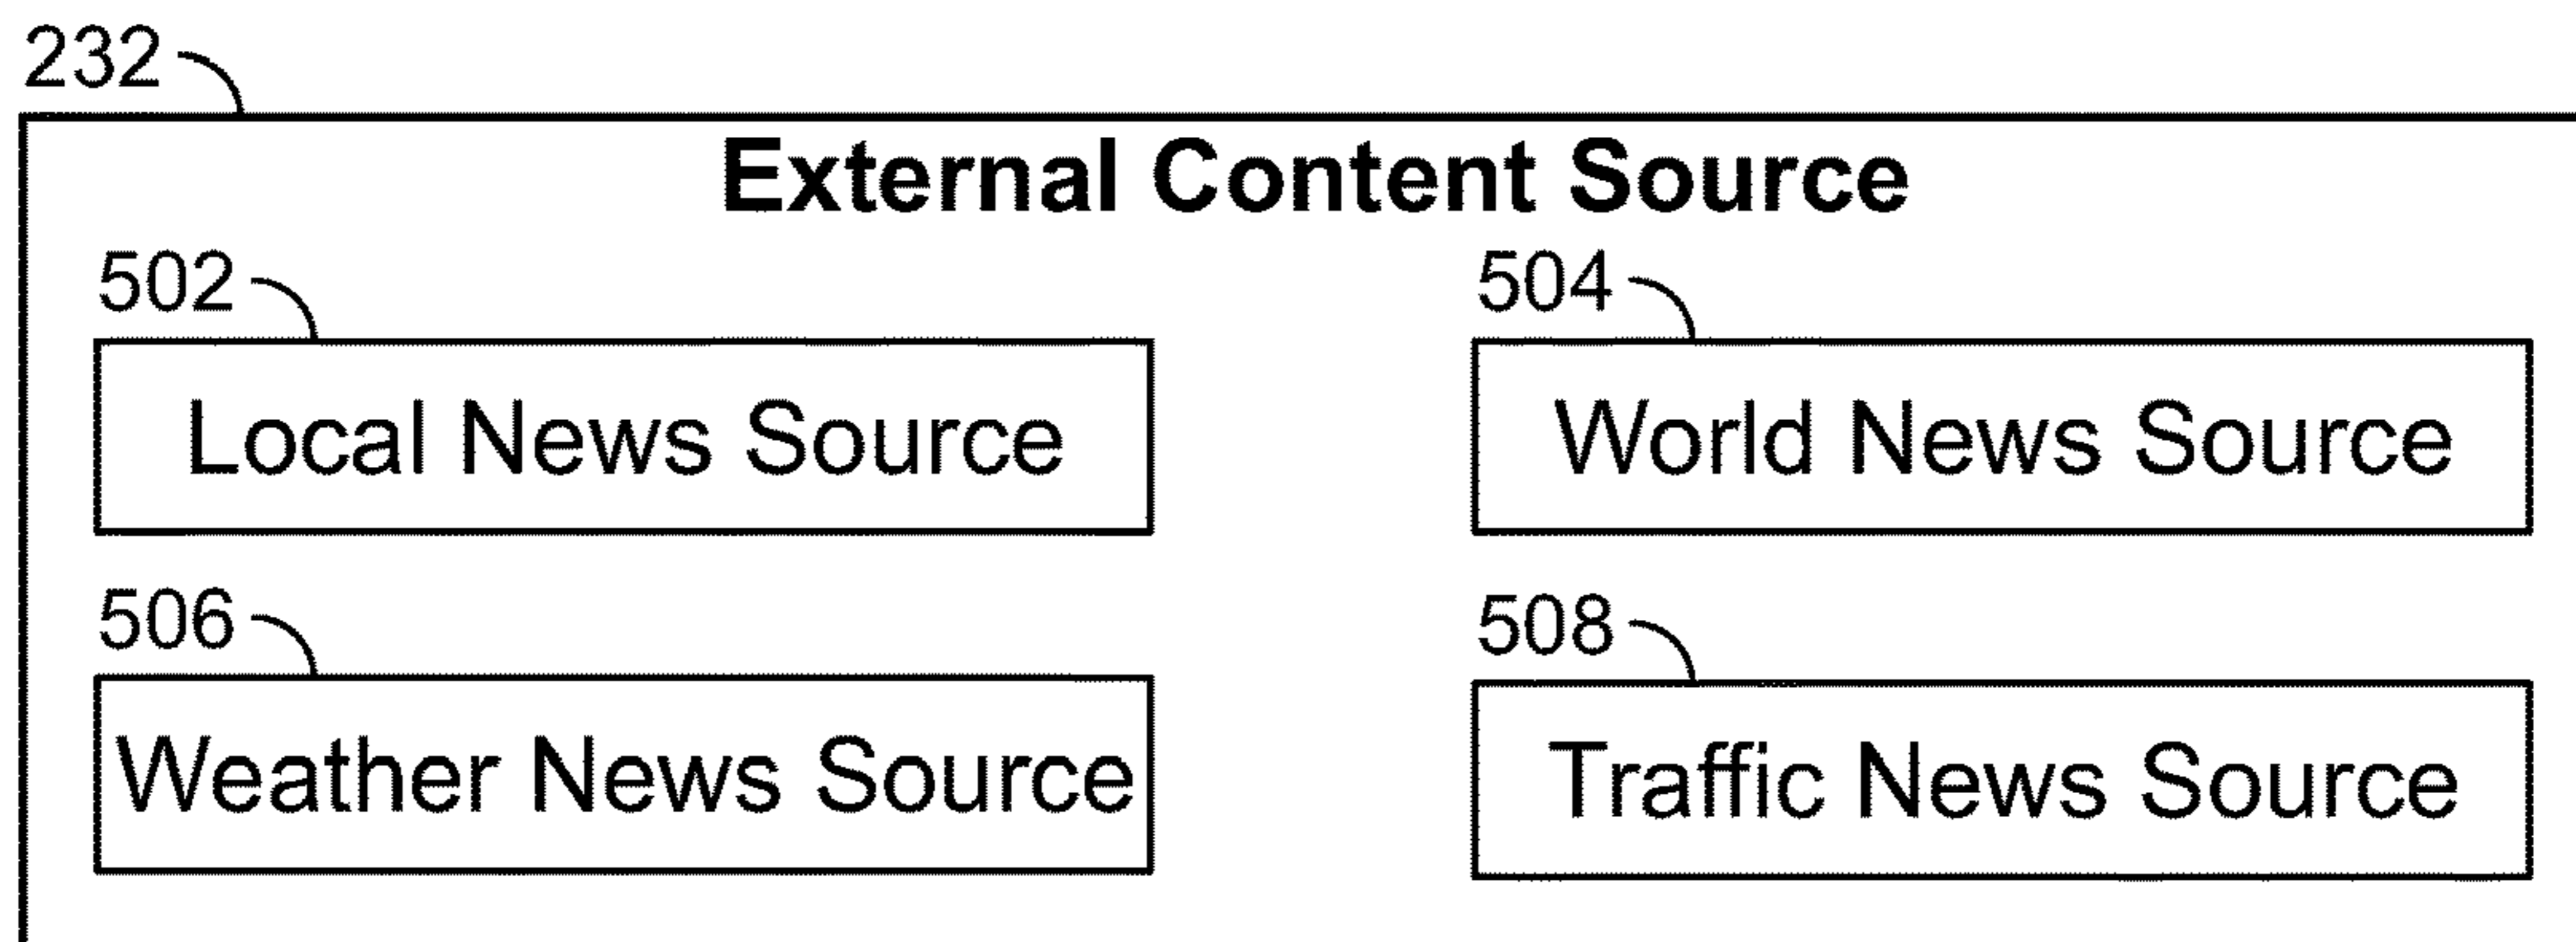 232
External Content Source
502
504
Local News Source
World News Source
506
508
Weather News Source
Traffic News Source